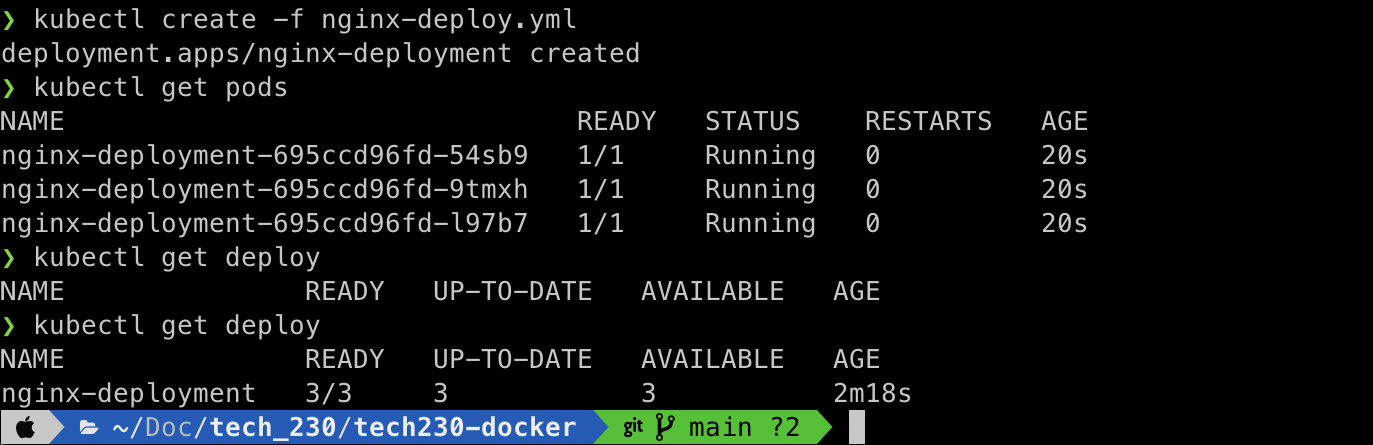 ❯ kubectl create -f nginx-deploy.yml
deployment.apps/nginx-deployment created
❯ kubectl get pods
NAME                                READY   STATUS    RESTARTS   AGE
nginx-deployment-695ccd96fd-54sb9   1/1     Running   0          20s
nginx-deployment-695ccd96fd-9tmxh   1/1     Running   0          20s
nginx-deployment-695ccd96fd-l97b7   1/1     Running   0          20s
❯ kubectl get deploy
NAME               READY   UP-TO-DATE   AVAILABLE   AGE
❯ kubectl get deploy
NAME               READY   UP-TO-DATE   AVAILABLE   AGE
nginx-deployment   3/3     3            3           2m18s
~/Doc/tech_230/tech230-docker git main ?2